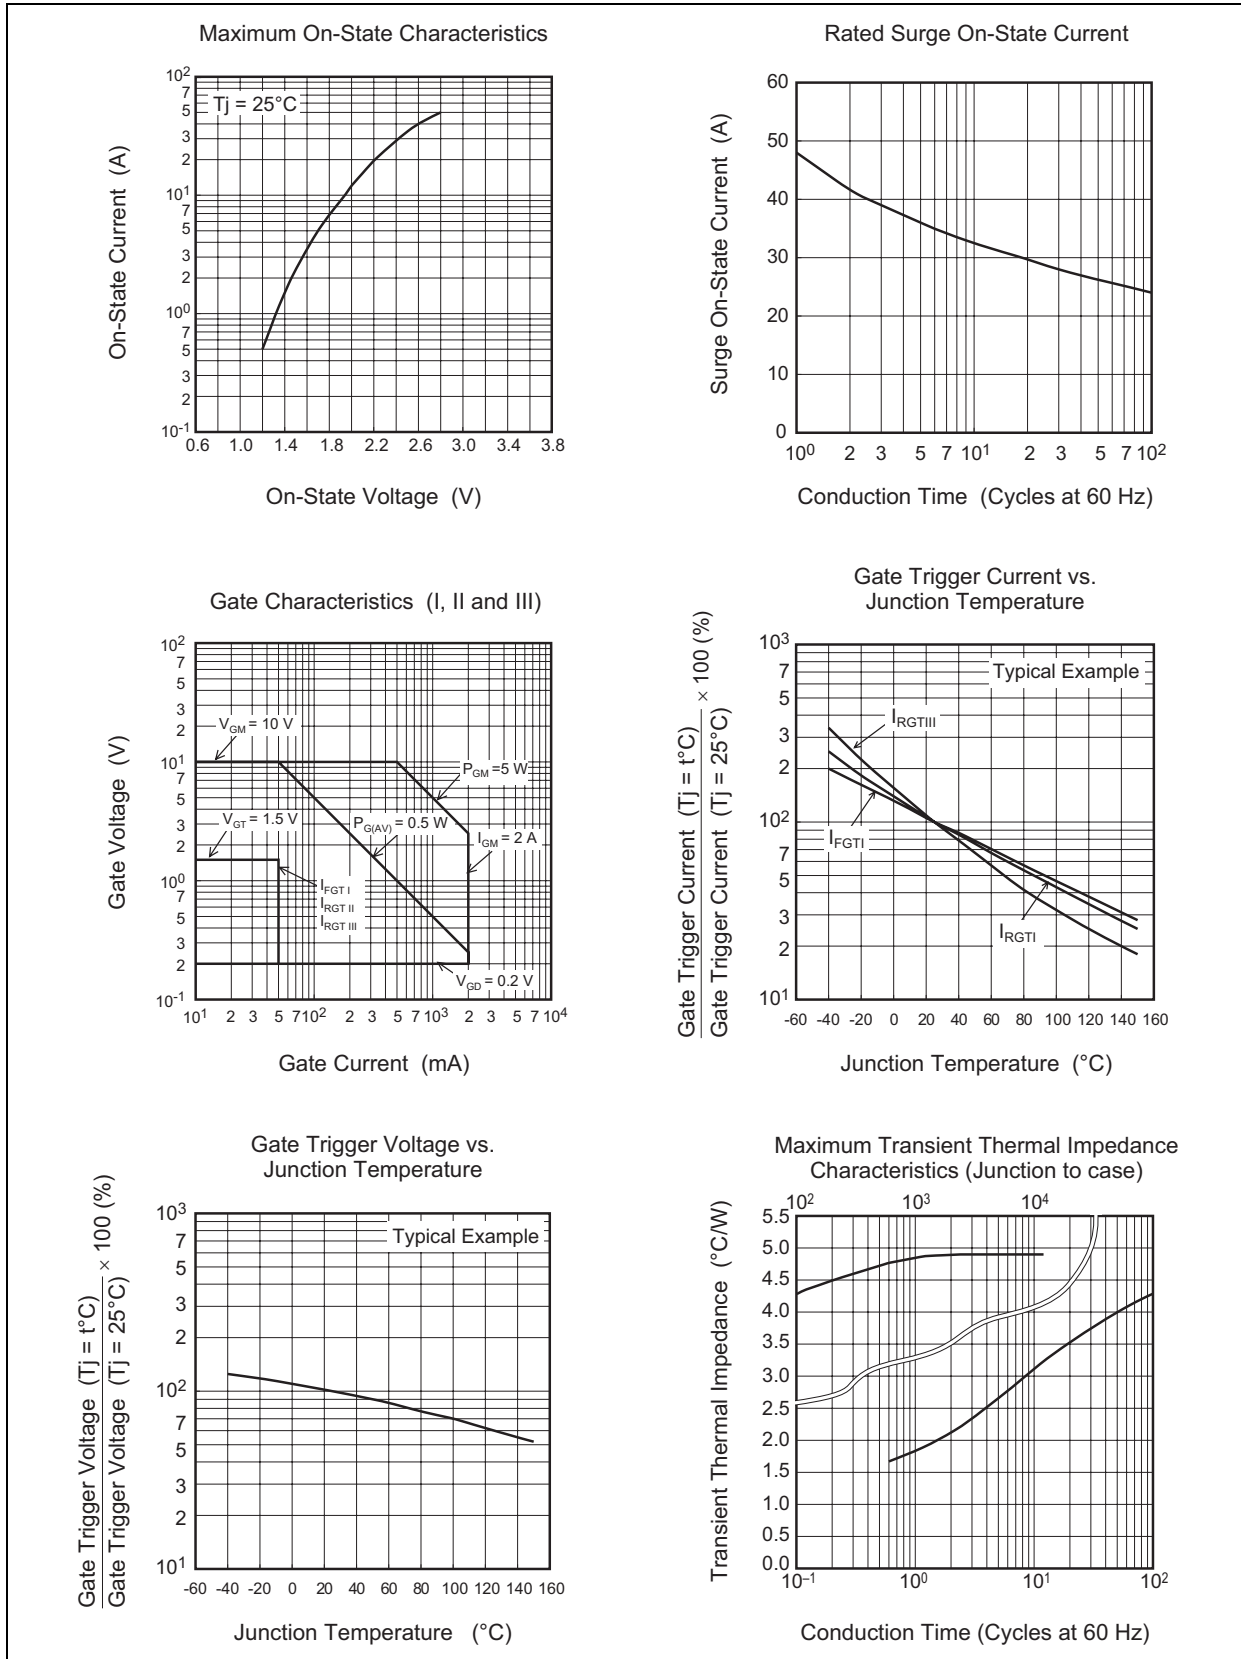 Maximum On-State Characteristics
On-State Current (A)
10²
7
5
3
2
10¹
7
5
3
2
10⁰
7
5
3
2
10⁻¹
Tj = 25°C
0.6 1.0 1.4 1.8 2.2 2.6 3.0 3.4 3.8
On-State Voltage (V)
Rated Surge On-State Current
Surge On-State Current (A)
60
50
40
30
20
10
0
10⁰ 2 3 5 7 10¹ 2 3 5 7 10²
Conduction Time (Cycles at 60 Hz)
Gate Characteristics (I, II and III)
Gate Voltage (V)
10²
7
5
3
2
10¹
7
5
3
2
10⁰
7
5
3
2
10⁻¹
V_GM = 10 V
P_GM =5 W
V_GT = 1.5 V
P_G(AV) = 0.5 W
I_GM = 2 A
I_FGT I
I_RGT II
I_RGT III
V_GD = 0.2 V
10¹ 2 3 5 7 10² 2 3 5 7 10³ 2 3 5 7 10⁴
Gate Current (mA)
Gate Trigger Current vs.
Junction Temperature
Gate Trigger Current (Tj = t°C)
Gate Trigger Current (Tj = 25°C)
× 100 (%)
10³
7
5
3
2
10²
7
5
3
2
10¹
Typical Example
I_RGTIII
I_FGTI
I_RGTI
-60 -40 -20 0 20 40 60 80 100 120 140 160
Junction Temperature (°C)
Gate Trigger Voltage vs.
Junction Temperature
Gate Trigger Voltage (Tj = t°C)
Gate Trigger Voltage (Tj = 25°C)
× 100 (%)
10³
7
5
3
2
10²
7
5
3
2
10¹
Typical Example
-60 -40 -20 0 20 40 60 80 100 120 140 160
Junction Temperature (°C)
Maximum Transient Thermal Impedance
Characteristics (Junction to case)
10² 10³ 10⁴
Transient Thermal Impedance (°C/W)
5.5
5.0
4.5
4.0
3.5
3.0
2.5
2.0
1.5
1.0
0.5
0.0
10⁻¹ 10⁰ 10¹ 10²
Conduction Time (Cycles at 60 Hz)